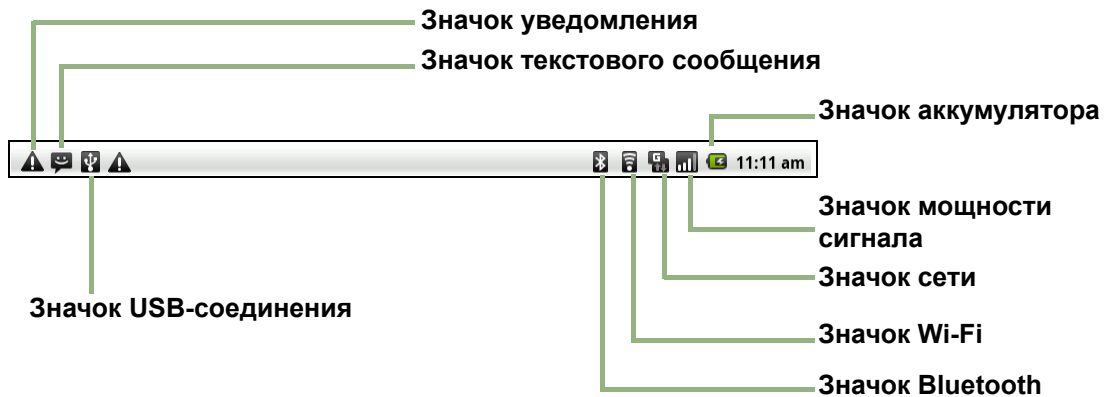 Значок уведомления
Значок текстового сообщения
Значок аккумулятора
11:11 am
Значок мощности
сигнала
Значок сети
Значок USB-соединения
Значок Wi-Fi
Значок Bluetooth